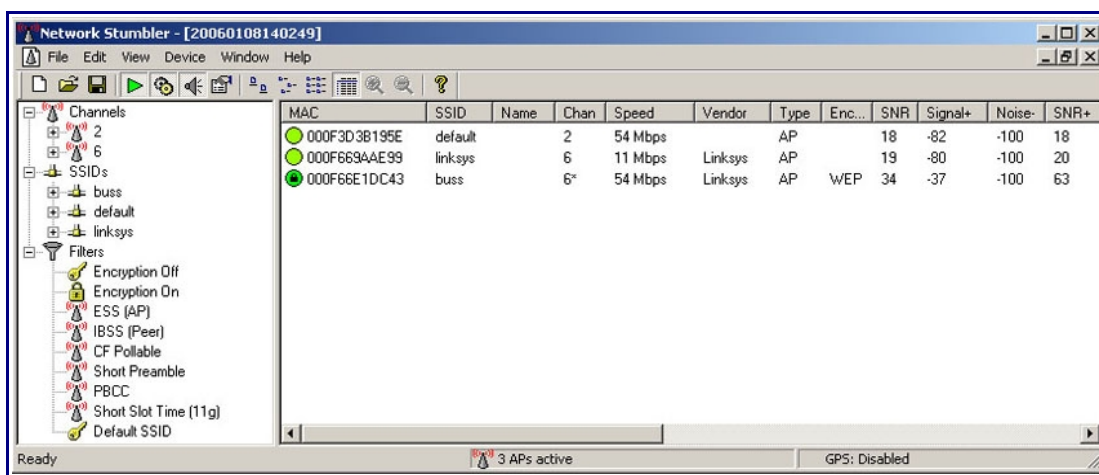 Network Stumbler - [20060108140249]
File Edit View Device Window Help
Channels
2
6
SSIDs
buss
default
linksys
Filters
Encryption Off
Encryption On
ESS (AP)
IBSS (Peer)
CF Pollable
Short Preamble
PBCC
Short Slot Time (11g)
Default SSID
MAC SSID Name Chan Speed Vendor Type Enc... SNR Signal+ Noise- SNR+
000F3D3B195E default 2 54 Mbps AP 18 -82 -100 18
000F669AAE99 linksys 6 11 Mbps Linksys AP 19 -80 -100 20
000F66E1DC43 buss 6* 54 Mbps Linksys AP WEP 34 -37 -100 63
Ready 3 APs active GPS: Disabled